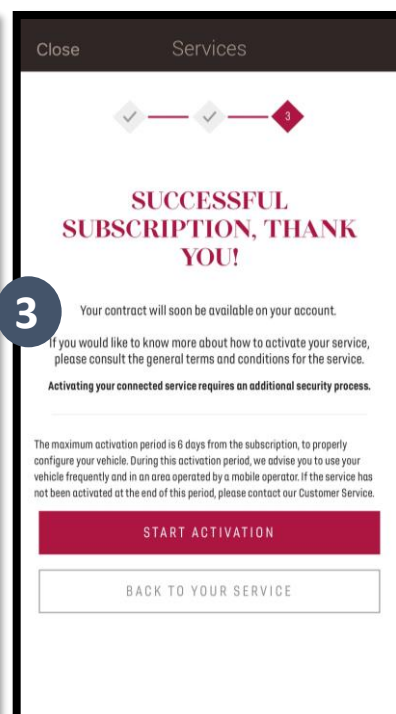 Close Services
3
SUCCESSFUL
SUBSCRIPTION, THANK
YOU!
3
Your contract will soon be available on your account.
If you would like to know more about how to activate your service,
please consult the general terms and conditions for the service.
Activating your connected service requires an additional security process.
The maximum activation period is 6 days from the subscription, to properly
configure your vehicle. During this activation period, we advise you to use your
vehicle frequently and in an area operated by a mobile operator. If the service has
not been activated at the end of this period, please contact our Customer Service.
START ACTIVATION
BACK TO YOUR SERVICE